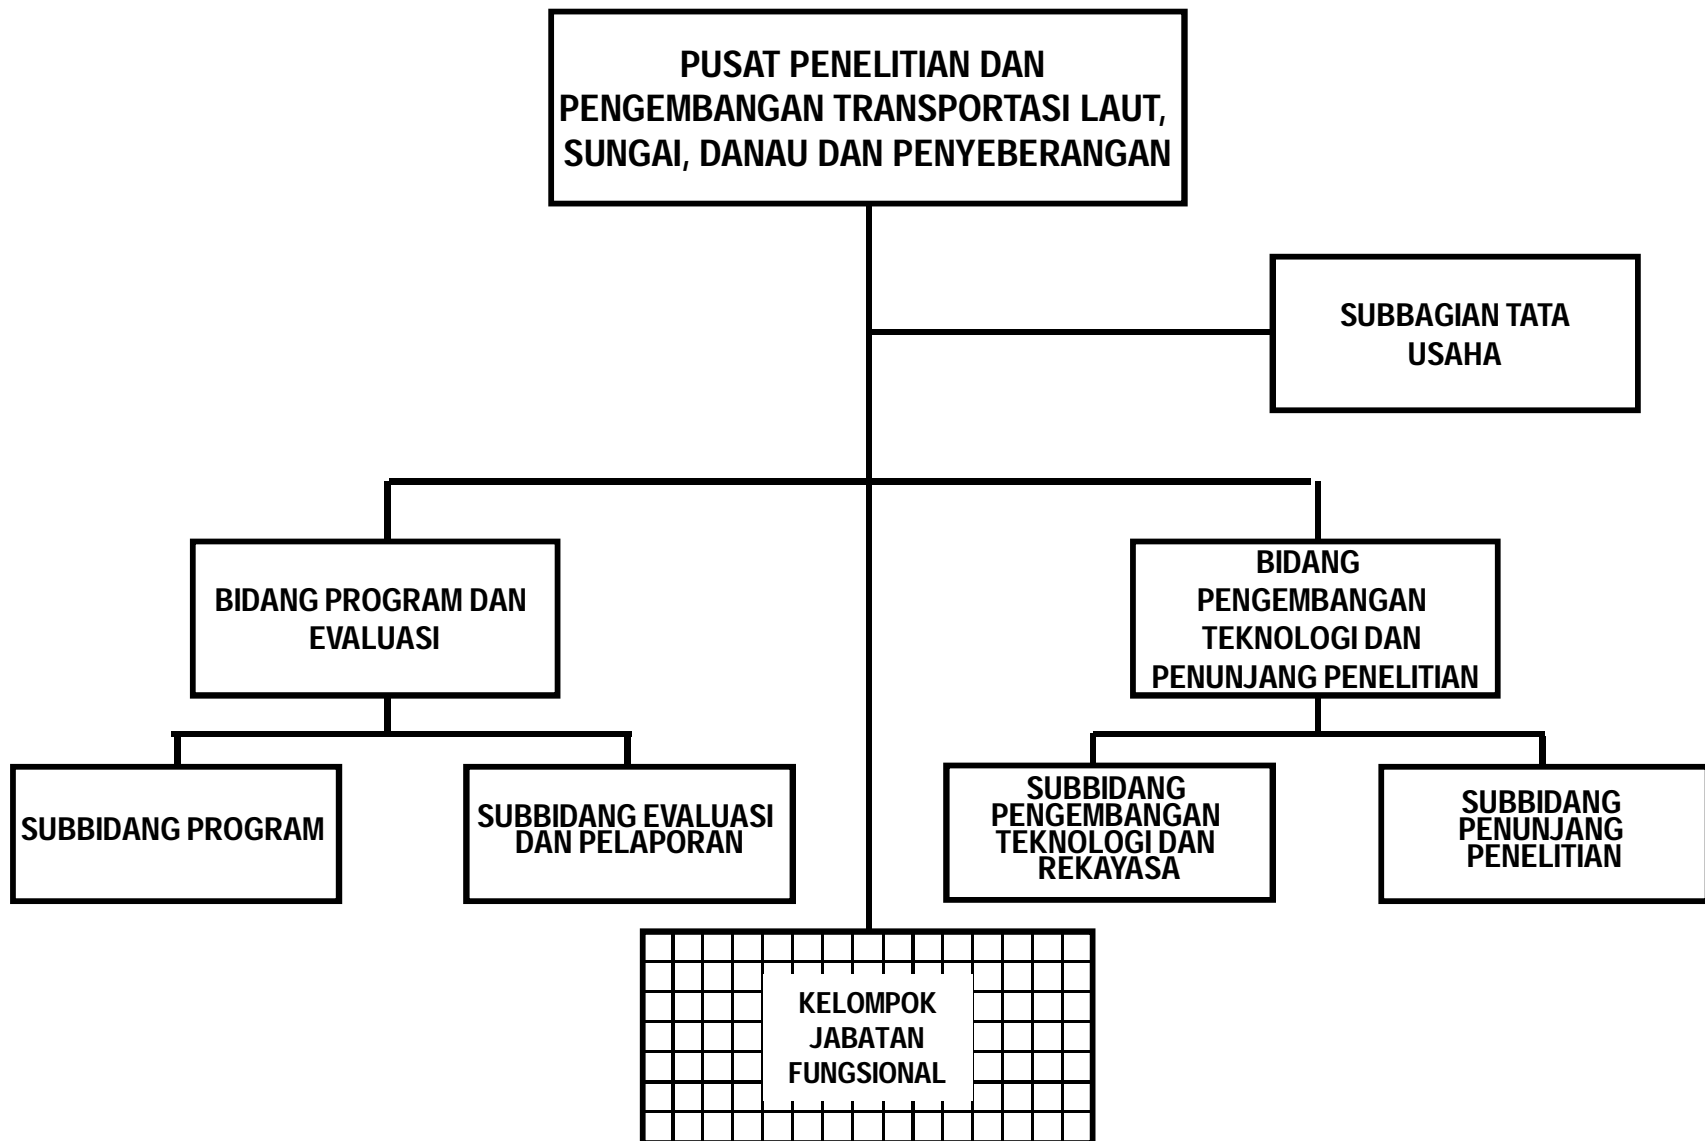 PUSAT PENELITIAN DAN
PENGEMBANGAN TRANSPORTASI LAUT,
SUNGAI, DANAU DAN PENYEBERANGAN
SUBBAGIAN TATA
USAHA
BIDANG PROGRAM DAN
EVALUASI
BIDANG
PENGEMBANGAN
TEKNOLOGI DAN
PENUNJANG PENELITIAN
SUBBIDANG PROGRAM
SUBBIDANG EVALUASI
DAN PELAPORAN
SUBBIDANG
PENGEMBANGAN
TEKNOLOGI DAN
REKAYASA
SUBBIDANG
PENUNJANG
PENELITIAN
KELOMPOK
JABATAN
FUNGSIONAL